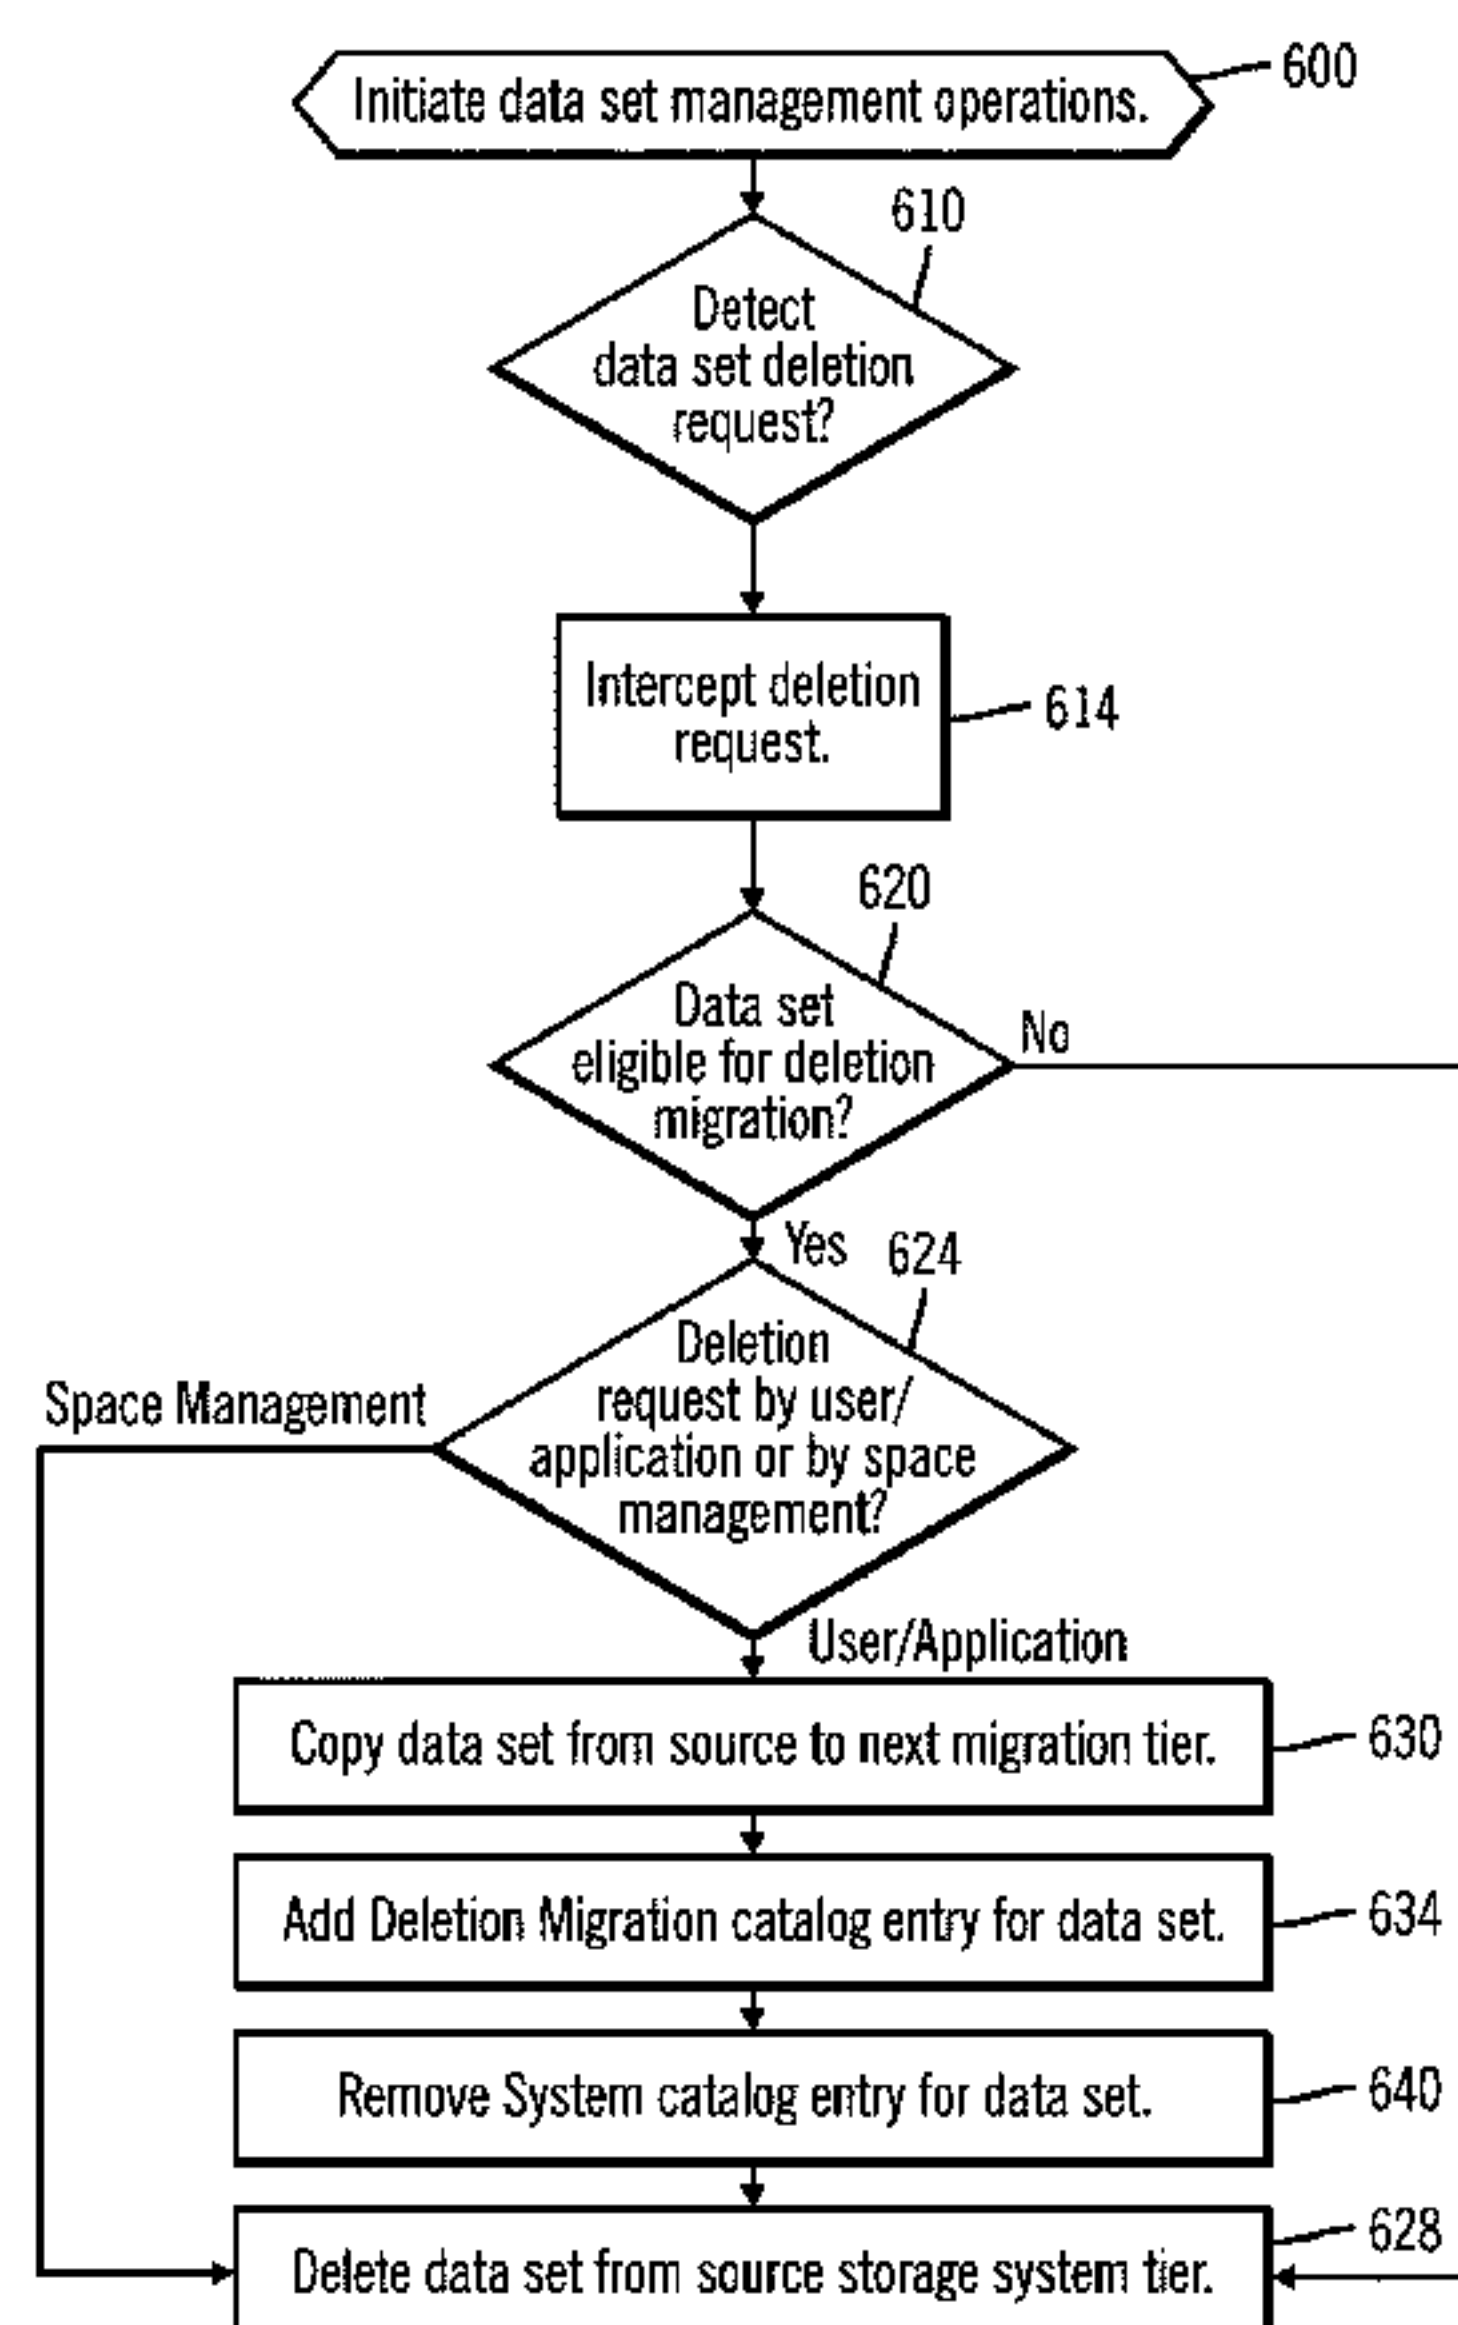 Initiate data set management operations.
600
610
Detect
data set deletion
request?
Intercept deletion
request.
614
620
Data set
eligible for deletion
migration?
No
Yes
624
Deletion
request by user/
application or by space
management?
Space Management
User/Application
Copy data set from source to next migration tier.
630
Add Deletion Migration catalog entry for data set.
634
Remove System catalog entry for data set.
640
Delete data set from source storage system tier.
628